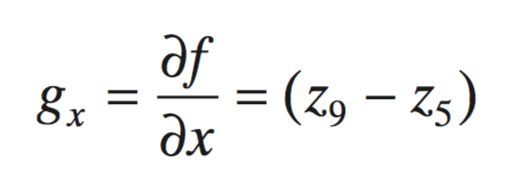 gₓ = ∂f/∂x = (z₉ − z₅)